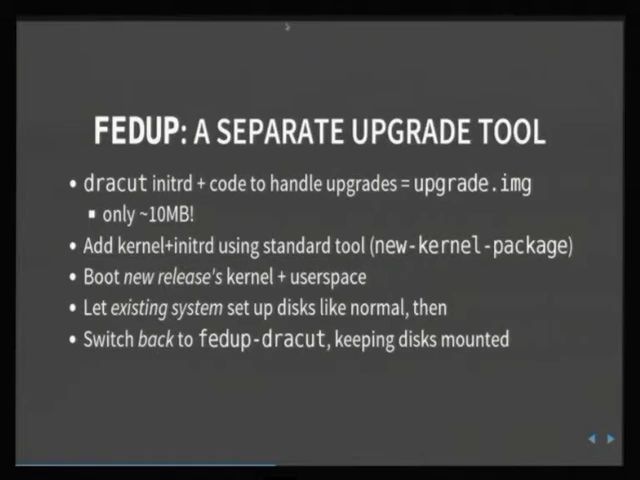 FEDUP: A SEPARATE UPGRADE TOOL
• dracut initrd + code to handle upgrades = upgrade.img
▪ only ~10MB!
• Add kernel+initrd using standard tool (new-kernel-package)
• Boot new release's kernel + userspace
• Let existing system set up disks like normal, then
• Switch back to fedup-dracut, keeping disks mounted